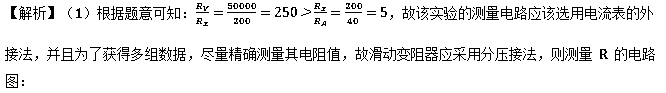 【解析】（1）根据题意可知：R_V/R_x=50000/200=250＞R_x/R_A=200/40=5，故该实验的测量电路应该选用电流表的外
接法，并且为了获得多组数据，尽量精确测量其电阻值，故滑动变阻器应采用分压接法，则测量 R 的电路
图：